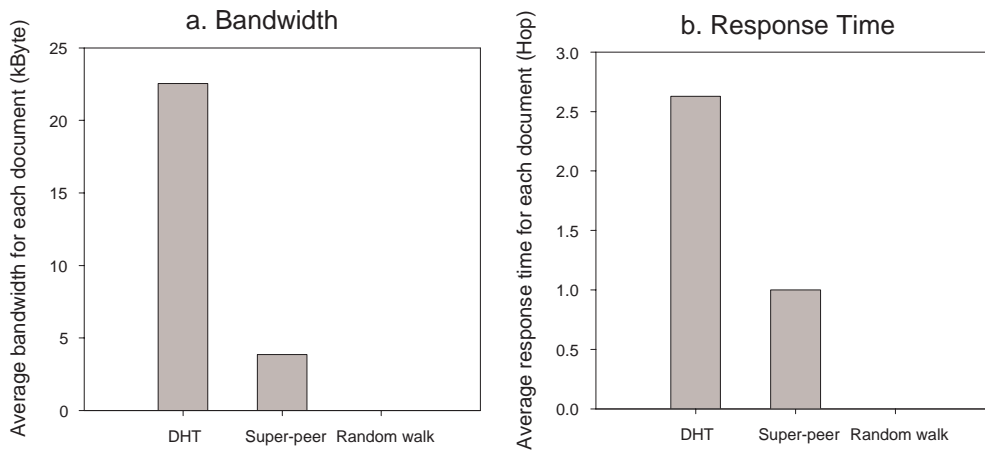 a. Bandwidth
Average bandwidth for each document (kByte)
25
20
15
10
5
0
DHT Super-peer Random walk
b. Response Time
Average response time for each document (Hop)
3.0
2.5
2.0
1.5
1.0
0.5
0.0
DHT Super-peer Random walk